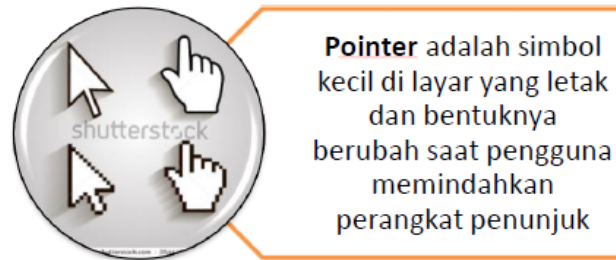 Pointer adalah simbol
kecil di layar yang letak
dan bentuknya
berubah saat pengguna
memindahkan
perangkat penunjuk
shutterstock